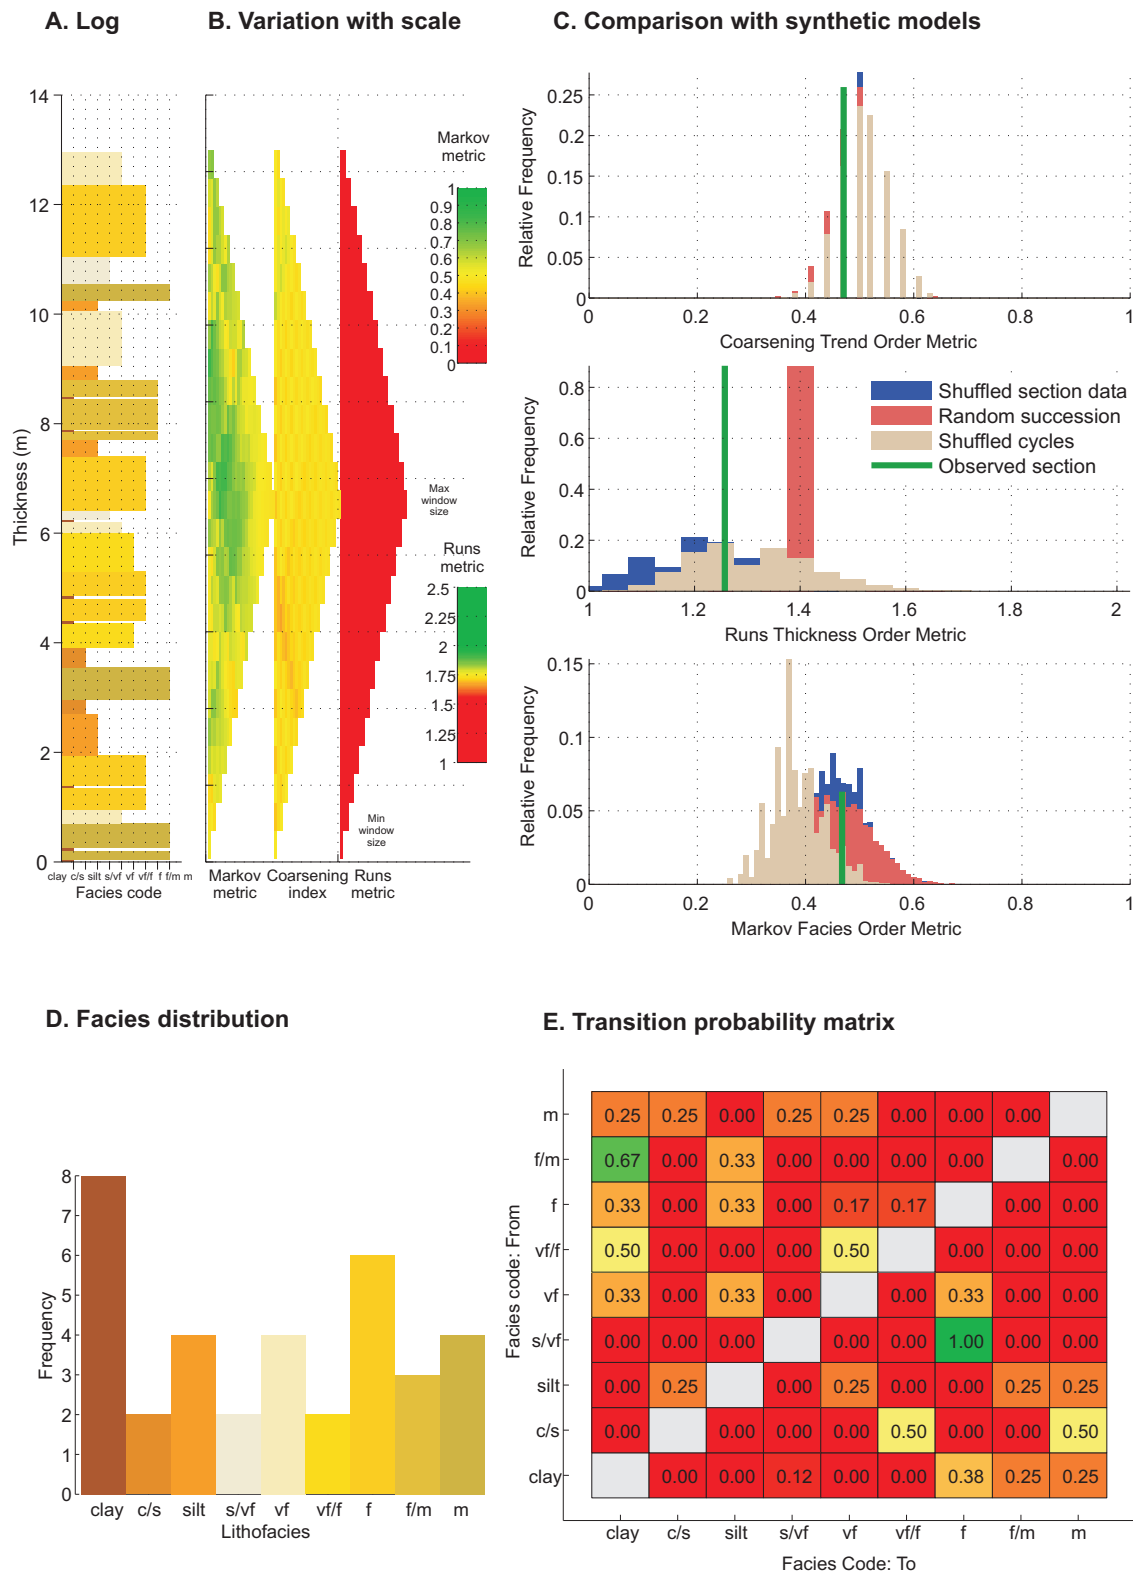 A. Log
B. Variation with scale
C. Comparison with synthetic models
14
12
10
8
6
4
2
0
Thickness (m)
clay c/s silt s/vf vf vf/f f f/m m
Facies code
Markov
metric
1
0.9
0.8
0.7
0.6
0.5
0.4
0.3
0.2
0.1
0
Max
window
size
Runs
metric
2.5
2.25
2
1.75
1.5
1.25
1
Min
window
size
Markov
metric
Coarsening
index
Runs
metric
Relative Frequency
0.25
0.2
0.15
0.1
0.05
0
0 0.2 0.4 0.6 0.8 1
Coarsening Trend Order Metric
Relative Frequency
0.8
0.6
0.4
0.2
0
Shuffled section data
Random succession
Shuffled cycles
Observed section
1 1.2 1.4 1.6 1.8 2
Runs Thickness Order Metric
Relative Frequency
0.15
0.1
0.05
0
0 0.2 0.4 0.6 0.8 1
Markov Facies Order Metric
D. Facies distribution
Frequency
8
7
6
5
4
3
2
1
0
clay c/s silt s/vf vf vf/f f f/m m
Lithofacies
E. Transition probability matrix
Facies code: From
m 0.25 0.25 0.00 0.25 0.25 0.00 0.00 0.00
f/m 0.67 0.00 0.33 0.00 0.00 0.00 0.00 0.00
f 0.33 0.00 0.33 0.00 0.17 0.17 0.00 0.00
vf/f 0.50 0.00 0.00 0.00 0.50 0.00 0.00 0.00
vf 0.33 0.00 0.33 0.00 0.00 0.33 0.00 0.00
s/vf 0.00 0.00 0.00 0.00 0.00 1.00 0.00 0.00
silt 0.00 0.25 0.00 0.25 0.00 0.00 0.25 0.25
c/s 0.00 0.00 0.00 0.00 0.50 0.00 0.00 0.50
clay 0.00 0.00 0.12 0.00 0.00 0.38 0.25 0.25
clay c/s silt s/vf vf vf/f f f/m m
Facies Code: To